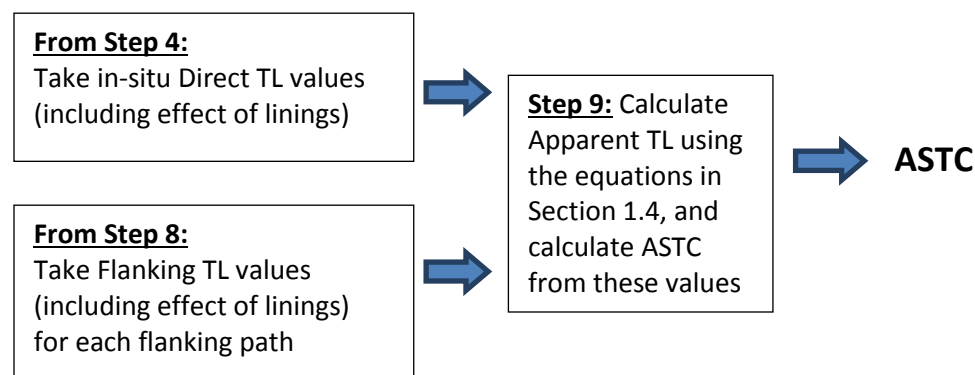 From Step 4:
Take in-situ Direct TL values
(including effect of linings)
From Step 8:
Take Flanking TL values
(including effect of linings)
for each flanking path
Step 9: Calculate
Apparent TL using
the equations in
Section 1.4, and
calculate ASTC
from these values
ASTC